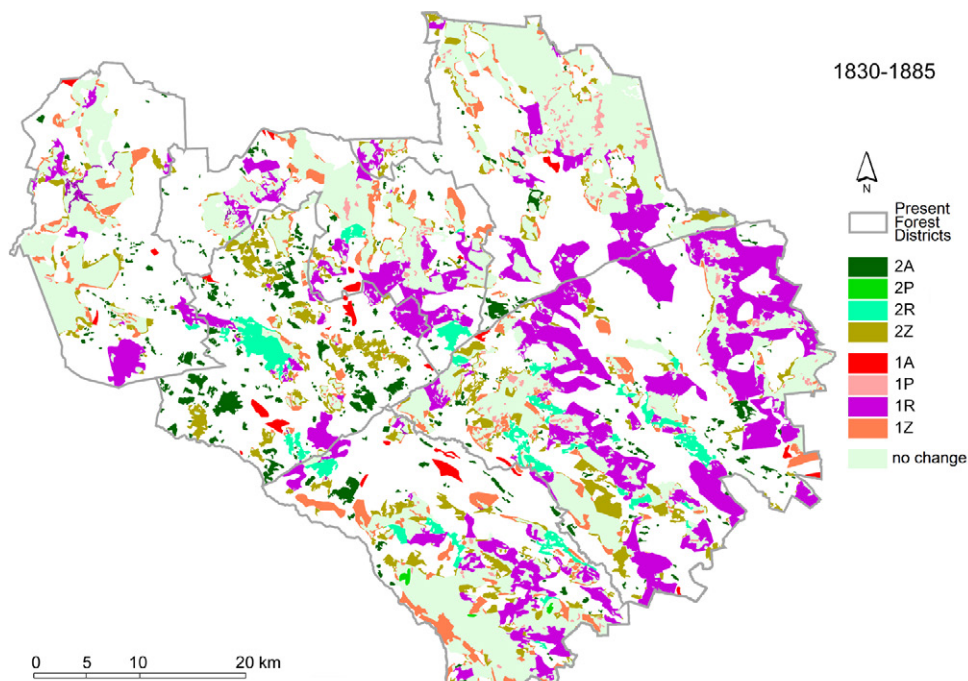 1830-1885
N
Present
Forest
Districts
2A
2P
2R
2Z
1A
1P
1R
1Z
no change
0 5 10 20 km